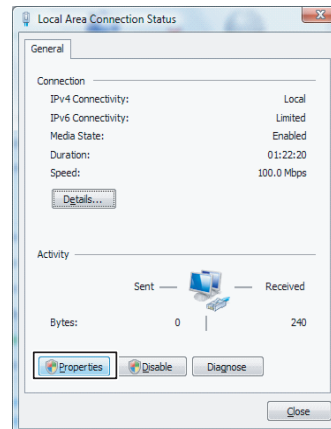 Local Area Connection Status
General
Connection
IPv4 Connectivity: Local
IPv6 Connectivity: Limited
Media State: Enabled
Duration: 01:22:20
Speed: 100.0 Mbps
Details...
Activity
Sent — — Received
Bytes: 0 | 240
Properties Disable Diagnose
Close